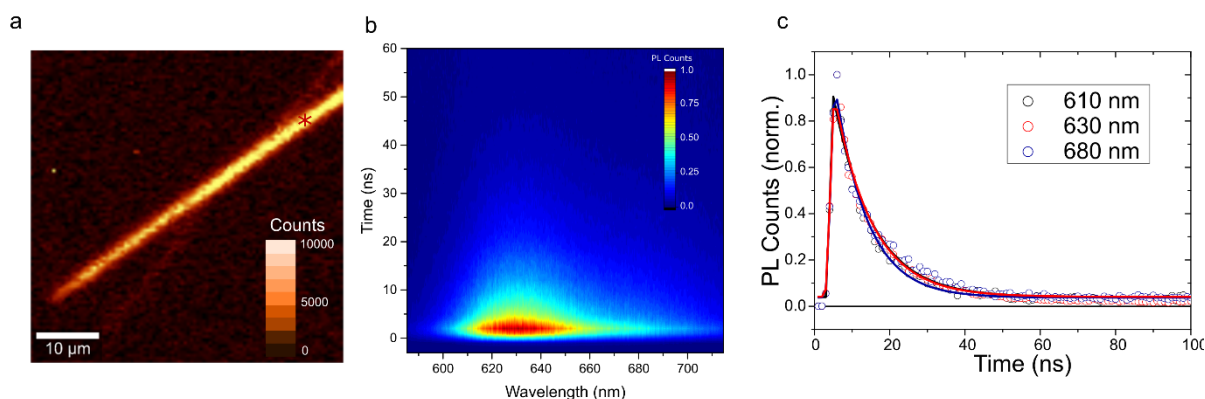 a
Counts
10000
5000
0
10 µm
b
PL Counts
1.0
0.75
0.50
0.25
0.0
60
50
40
30
20
10
0
Time (ns)
600 620 640 660 680 700
Wavelength (nm)
c
1.0
0.8
0.6
0.4
0.2
0.0
PL Counts (norm.)
610 nm
630 nm
680 nm
0 20 40 60 80 100
Time (ns)